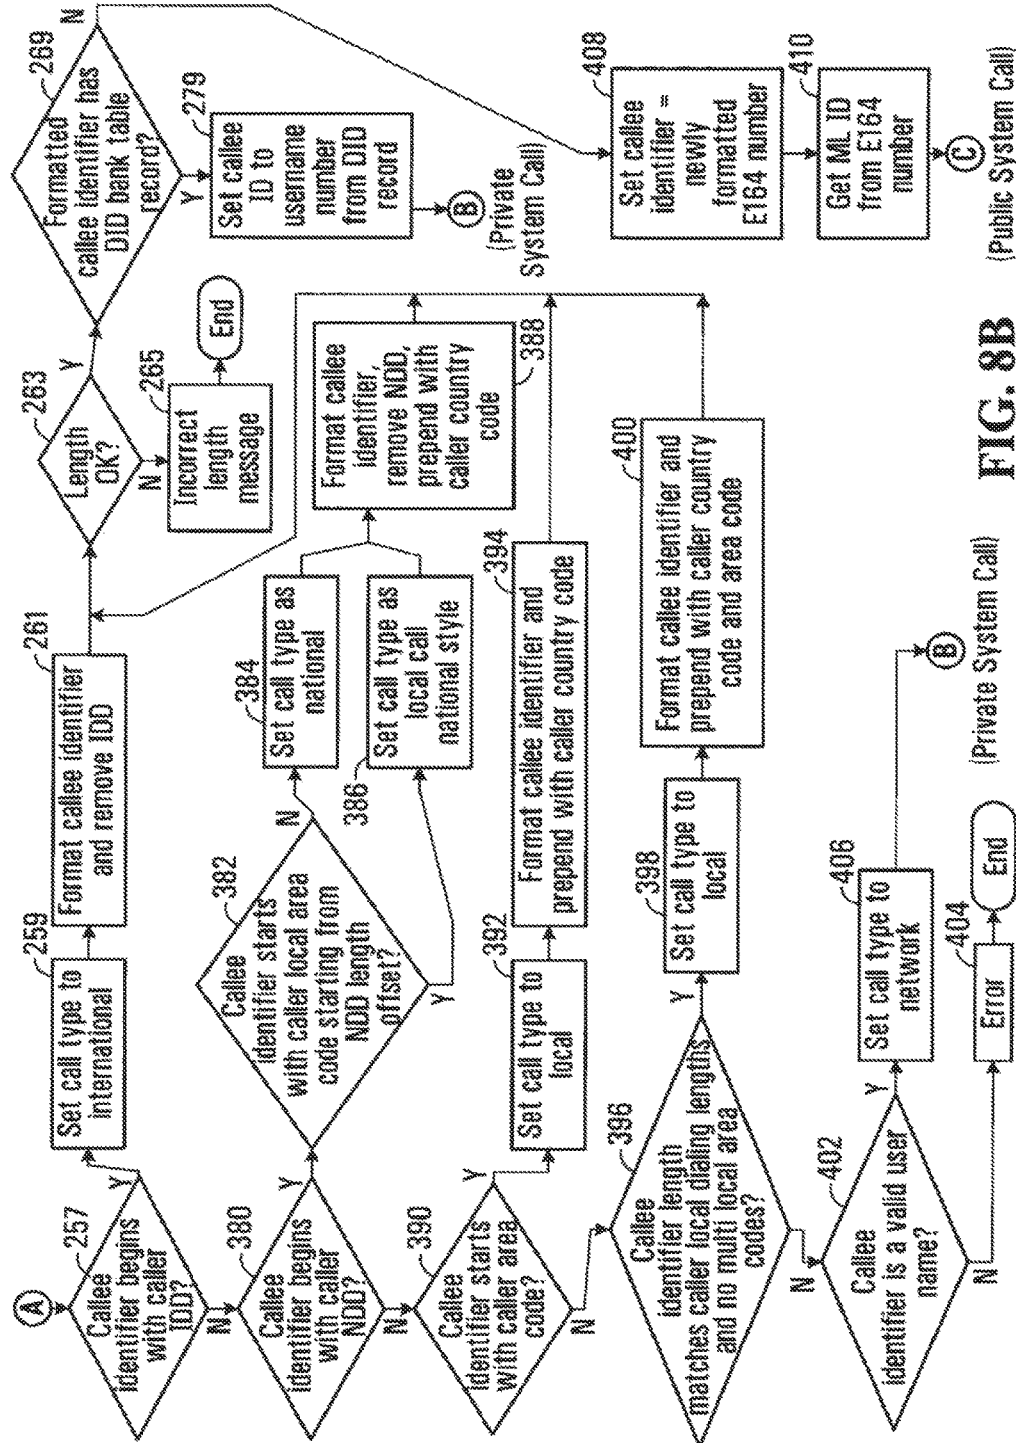 A
257
Callee
identifier begins
with caller
IDD?
Y
N
259
Set call type to
international
261
Format callee identifier
and remove IDD
263
Length
OK?
Y
N
265
Incorrect
length
message
End
269
Formatted
callee identifier has
DID bank table
record?
N
Y
279
Set callee
ID to
username
number
from DID
record
B
(Private
System Call)
380
Callee
identifier begins
with caller
NDD?
Y
N
382
Callee
identifier starts
with caller local area
code starting from
NDD length
offset?
N
Y
384
Set call type as
national
386
Set call type as
local call
national style
388
Format callee
identifier,
remove NDD,
prepend with
caller country
code
390
Callee
identifier starts
with caller area
code?
Y
N
392
Set call type to
local
394
Format callee identifier and
prepend with caller country code
396
Callee
identifier length
matches caller local dialing lengths
and no multi local area
codes?
Y
N
398
Set call type to
local
400
Format callee identifier and
prepend with caller country
code and area code
402
Callee
identifier is a valid user
name?
Y
N
404
Error
End
406
Set call type to
network
B
(Private System Call)
408
Set callee
identifier =
newly
formatted
E164 number
410
Get ML ID
from E164
number
C
(Public System Call)
FIG. 8B